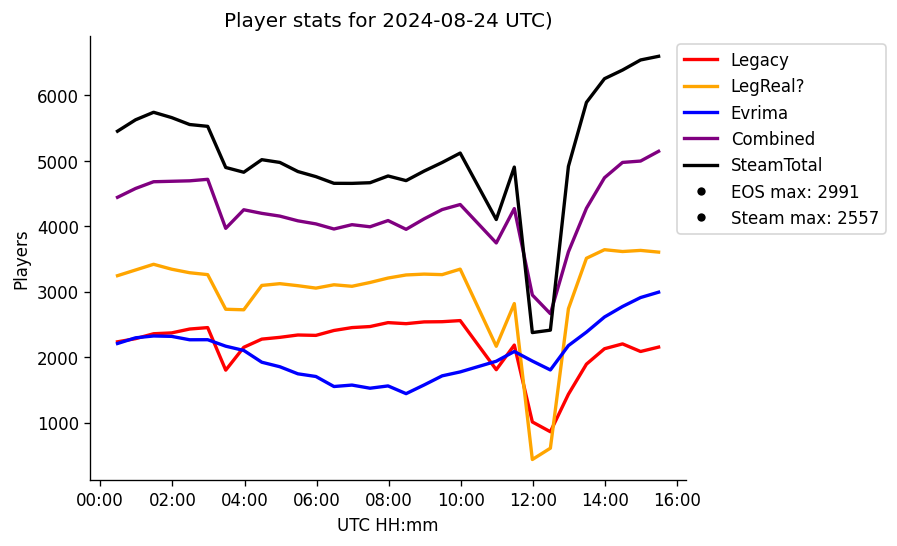 Player stats for 2024-08-24 UTC)
Legacy
LegReal?
Evrima
Combined
SteamTotal
EOS max: 2991
Steam max: 2557
Players
6000
5000
4000
3000
2000
1000
00:00 02:00 04:00 06:00 08:00 10:00 12:00 14:00 16:00
UTC HH:mm